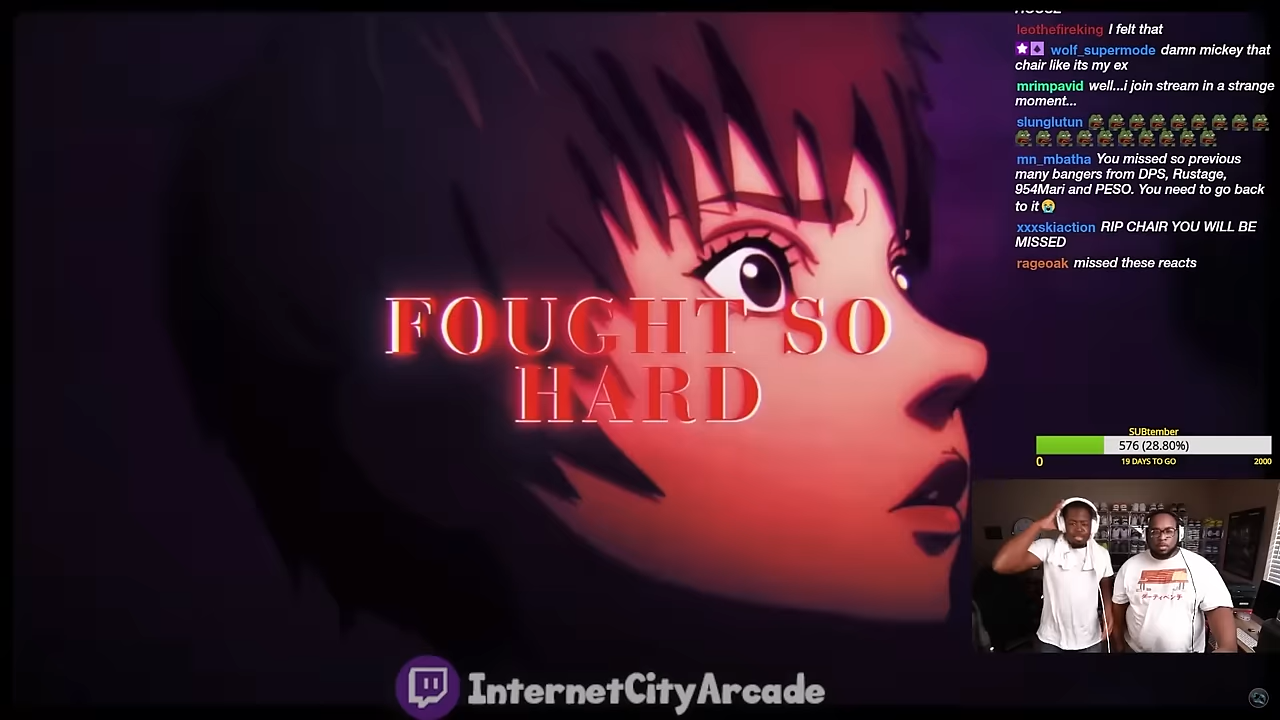 leothefireking I felt that
wolf_supermode damn mickey that
chair like its my ex
mrimpavid well...i join stream in a strange
moment...
slunglutun
mn_mbatha You missed so previous
many bangers from DPS, Rustage,
954Mari and PESO. You need to go back
to it😭
xxxskiaction RIP CHAIR YOU WILL BE
MISSED
rageoak missed these reacts
FOUGHT SO
HARD
SUBtember
576 (28.80%)
0 19 DAYS TO GO 2000
InternetCityArcade